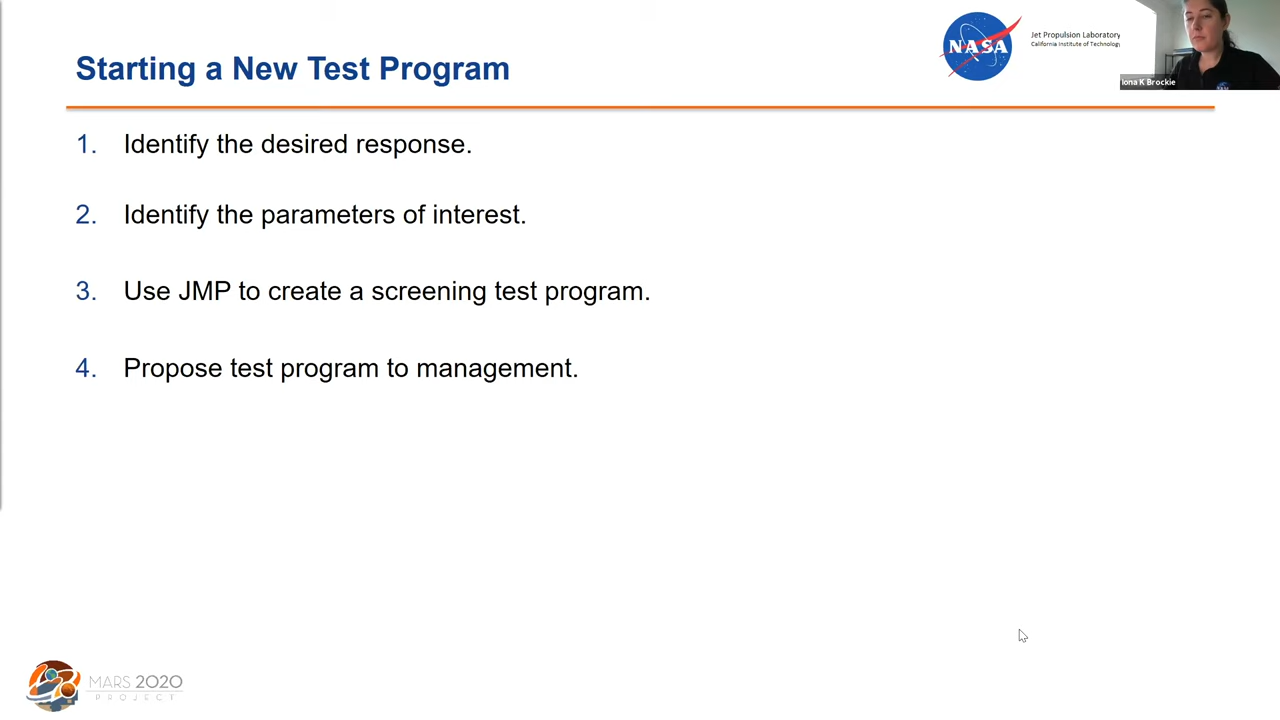 Starting a New Test Program
NASA
Jet Propulsion Laboratory
California Institute of Technology
Iona K Brockie
1. Identify the desired response.
2. Identify the parameters of interest.
3. Use JMP to create a screening test program.
4. Propose test program to management.
MARS 2020
PROJECT